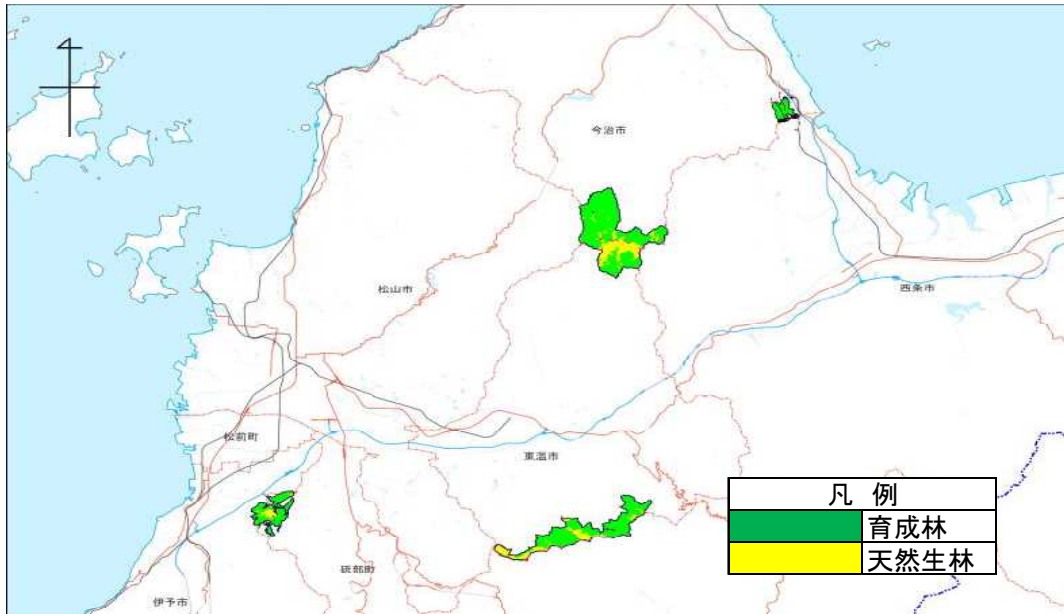 今治市
松山市
西条市
松前町
東温市
砥部町
伊予市
凡 例
育成林
天然生林